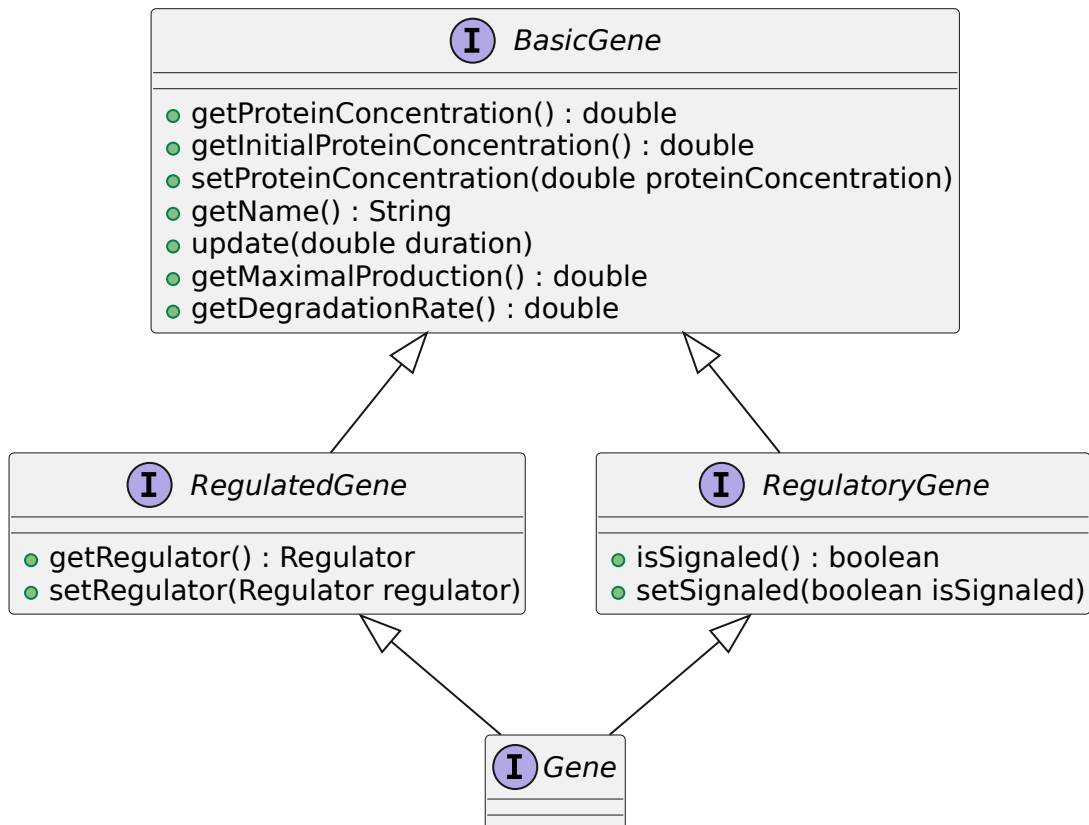 I BasicGene
getProteinConcentration() : double
getInitialProteinConcentration() : double
setProteinConcentration(double proteinConcentration)
getName() : String
update(double duration)
getMaximalProduction() : double
getDegradationRate() : double
I RegulatedGene
getRegulator() : Regulator
setRegulator(Regulator regulator)
I RegulatoryGene
isSignaled() : boolean
setSignaled(boolean isSignaled)
I Gene